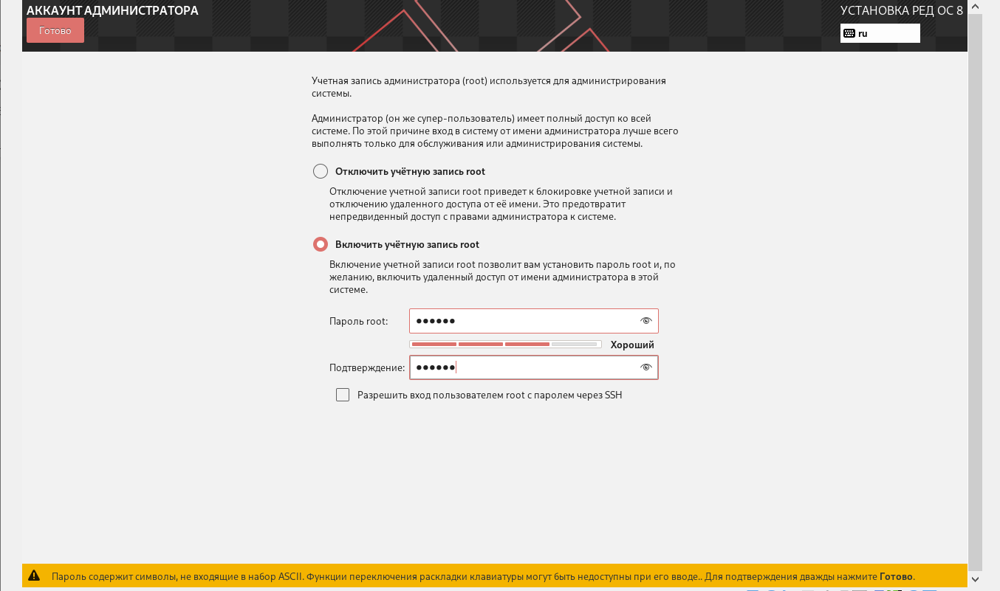 АККАУНТ АДМИНИСТРАТОРА
УСТАНОВКА РЕД ОС 8
Готово
ru
Учетная запись администратора (root) используется для администрирования
системы.
Администратор (он же супер-пользователь) имеет полный доступ ко всей
системе. По этой причине вход в систему от имени администратора лучше всего
выполнять только для обслуживания или администрирования системы.
Отключить учётную запись root
Отключение учетной записи root приведет к блокировке учетной записи и
отключению удаленного доступа от её имени. Это предотвратит
непредвиденный доступ с правами администратора к системе.
Включить учётную запись root
Включение учетной записи root позволит вам установить пароль root и, по
желанию, включить удаленный доступ от имени администратора в этой
системе.
Пароль root: ●●●●●●
Хороший
Подтверждение: ●●●●●●
Разрешить вход пользователем root с паролем через SSH
Пароль содержит символы, не входящие в набор ASCII. Функции переключения раскладки клавиатуры могут быть недоступны при его вводе.. Для подтверждения дважды нажмите Готово.